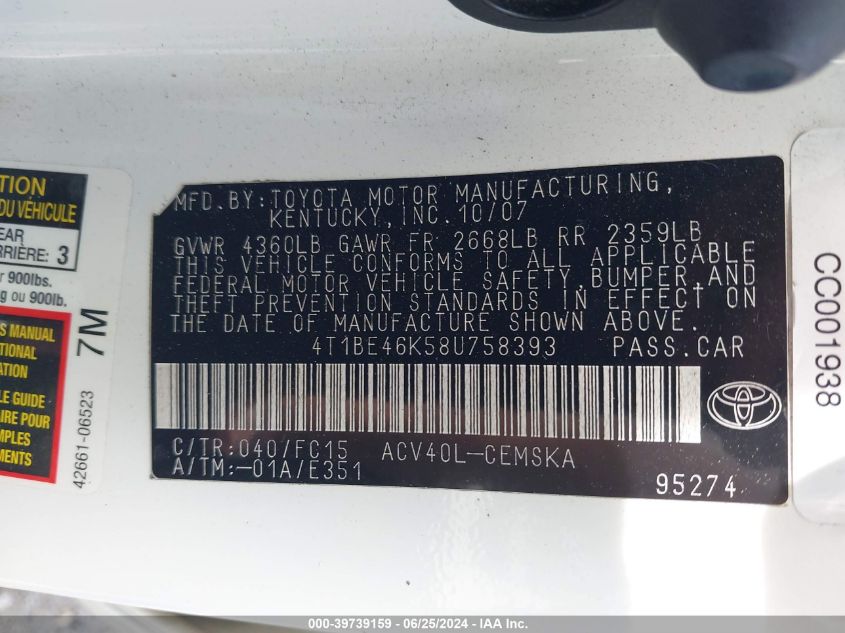 MFD.BY:TOYOTA MOTOR MANUFACTURING,
KENTUCKY,INC.10/07
GVWR 4360LB GAWR FR 2668LB RR 2359LB
THIS VEHICLE CONFORMS TO ALL APPLICABLE
FEDERAL MOTOR VEHICLE SAFETY,BUMPER,AND
THEFT PREVENTION STANDARDS IN EFFECT ON
THE DATE OF MANUFACTURE SHOWN ABOVE.
4T1BE46K58U758393 PASS.CAR
C/TR:040/FC15 ACV40L-CEMSKA
A/TM:-01A/E351
95274
TION
DU VÉHICULE
EAR
RRIÈRE: 3
r 900lbs.
g ou 900lb.
S MANUAL
TIONAL
ATION
LE GUIDE
AIRE POUR
MPLES
EMENTS.
7M
42661-06523
CC001938
000-39739159 - 06/25/2024 - IAA Inc.